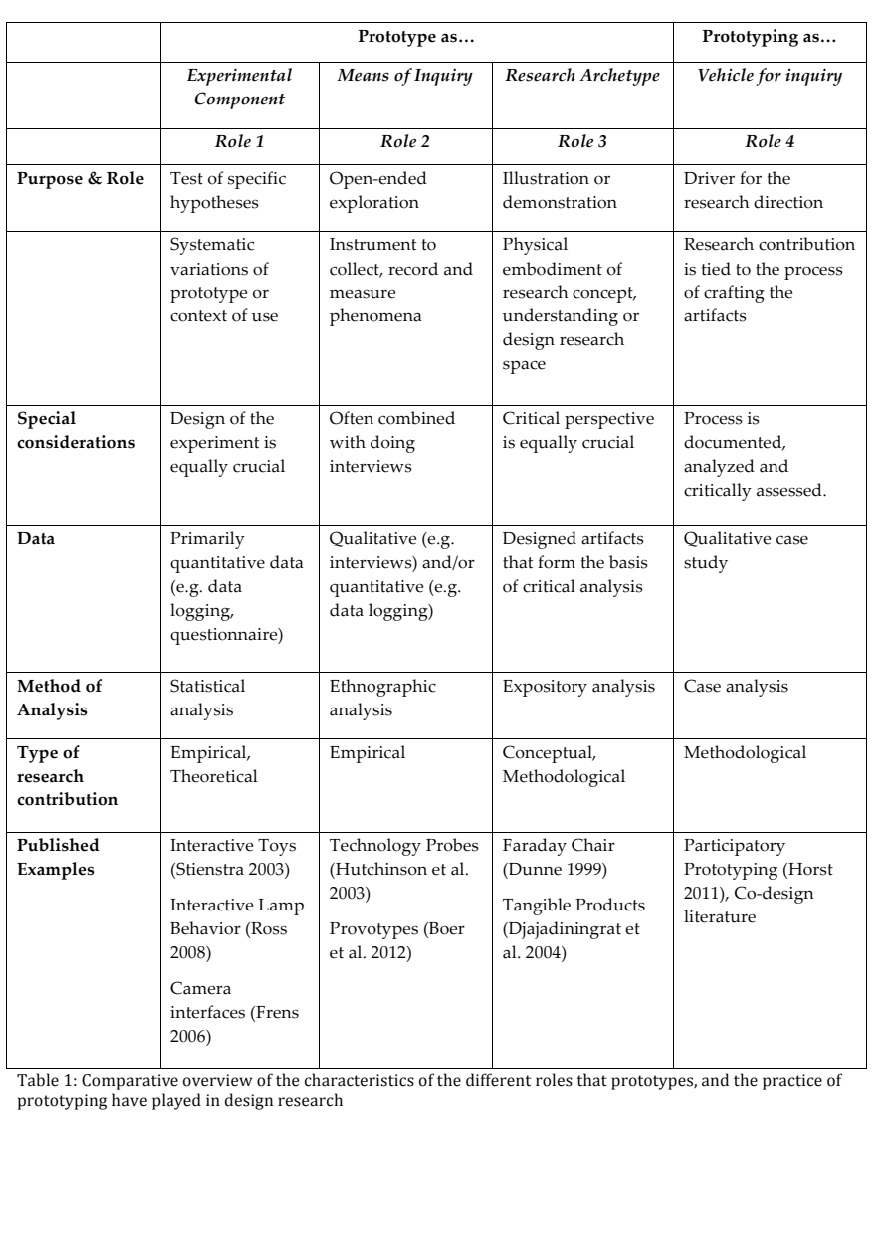 Prototype as…
Prototyping as…
Experimental
Component
Means of Inquiry
Research Archetype
Vehicle for inquiry
Role 1
Role 2
Role 3
Role 4
Purpose & Role
Test of specific
hypotheses
Open-ended
exploration
Illustration or
demonstration
Driver for the
research direction
Systematic
variations of
prototype or
context of use
Instrument to
collect, record and
measure
phenomena
Physical
embodiment of
research concept,
understanding or
design research
space
Research contribution
is tied to the process
of crafting the
artifacts
Special
considerations
Design of the
experiment is
equally crucial
Often combined
with doing
interviews
Critical perspective
is equally crucial
Process is
documented,
analyzed and
critically assessed.
Data
Primarily
quantitative data
(e.g. data
logging,
questionnaire)
Qualitative (e.g.
interviews) and/or
quantitative (e.g.
data logging)
Designed artifacts
that form the basis
of critical analysis
Qualitative case
study
Method of
Analysis
Statistical
analysis
Ethnographic
analysis
Expository analysis
Case analysis
Type of
research
contribution
Empirical,
Theoretical
Empirical
Conceptual,
Methodological
Methodological
Published
Examples
Interactive Toys
(Stienstra 2003)
Interactive Lamp
Behavior (Ross
2008)
Camera
interfaces (Frens
2006)
Technology Probes
(Hutchinson et al.
2003)
Provotypes (Boer
et al. 2012)
Faraday Chair
(Dunne 1999)
Tangible Products
(Djajadiningrat et
al. 2004)
Participatory
Prototyping (Horst
2011), Co-design
literature
Table 1: Comparative overview of the characteristics of the different roles that prototypes, and the practice of
prototyping have played in design research